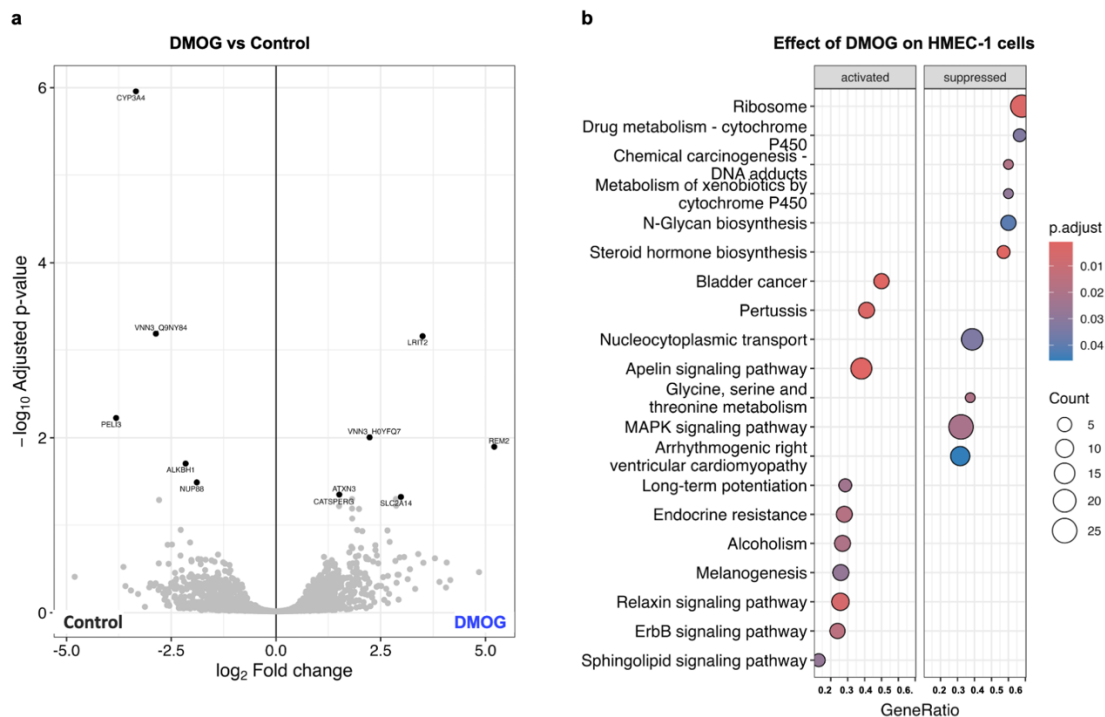 a
DMOG vs Control
6
4
2
0
−log10 Adjusted p-value
CYP3A4
VNN3_Q9NY84
LRIT2
PELI3
VNN3_H0YFQ7
REM2
ALKBH1
NUP88
ATXN3
CATSPERG
SLC2A14
Control
DMOG
-5.0
-2.5
0
2.5
5.0
log2 Fold change
b
Effect of DMOG on HMEC-1 cells
activated
suppressed
Ribosome
Drug metabolism - cytochrome
P450
Chemical carcinogenesis -
DNA adducts
Metabolism of xenobiotics by
cytochrome P450
N-Glycan biosynthesis
Steroid hormone biosynthesis
Bladder cancer
Pertussis
Nucleocytoplasmic transport
Apelin signaling pathway
Glycine, serine and
threonine metabolism
MAPK signaling pathway
Arrhythmogenic right
ventricular cardiomyopathy
Long-term potentiation
Endocrine resistance
Alcoholism
Melanogenesis
Relaxin signaling pathway
ErbB signaling pathway
Sphingolipid signaling pathway
0.2 0.3 0.4 0.5 0.6.
0.2 0.3 0.4 0.5 0.6
GeneRatio
p.adjust
0.01
0.02
0.03
0.04
Count
5
10
15
20
25